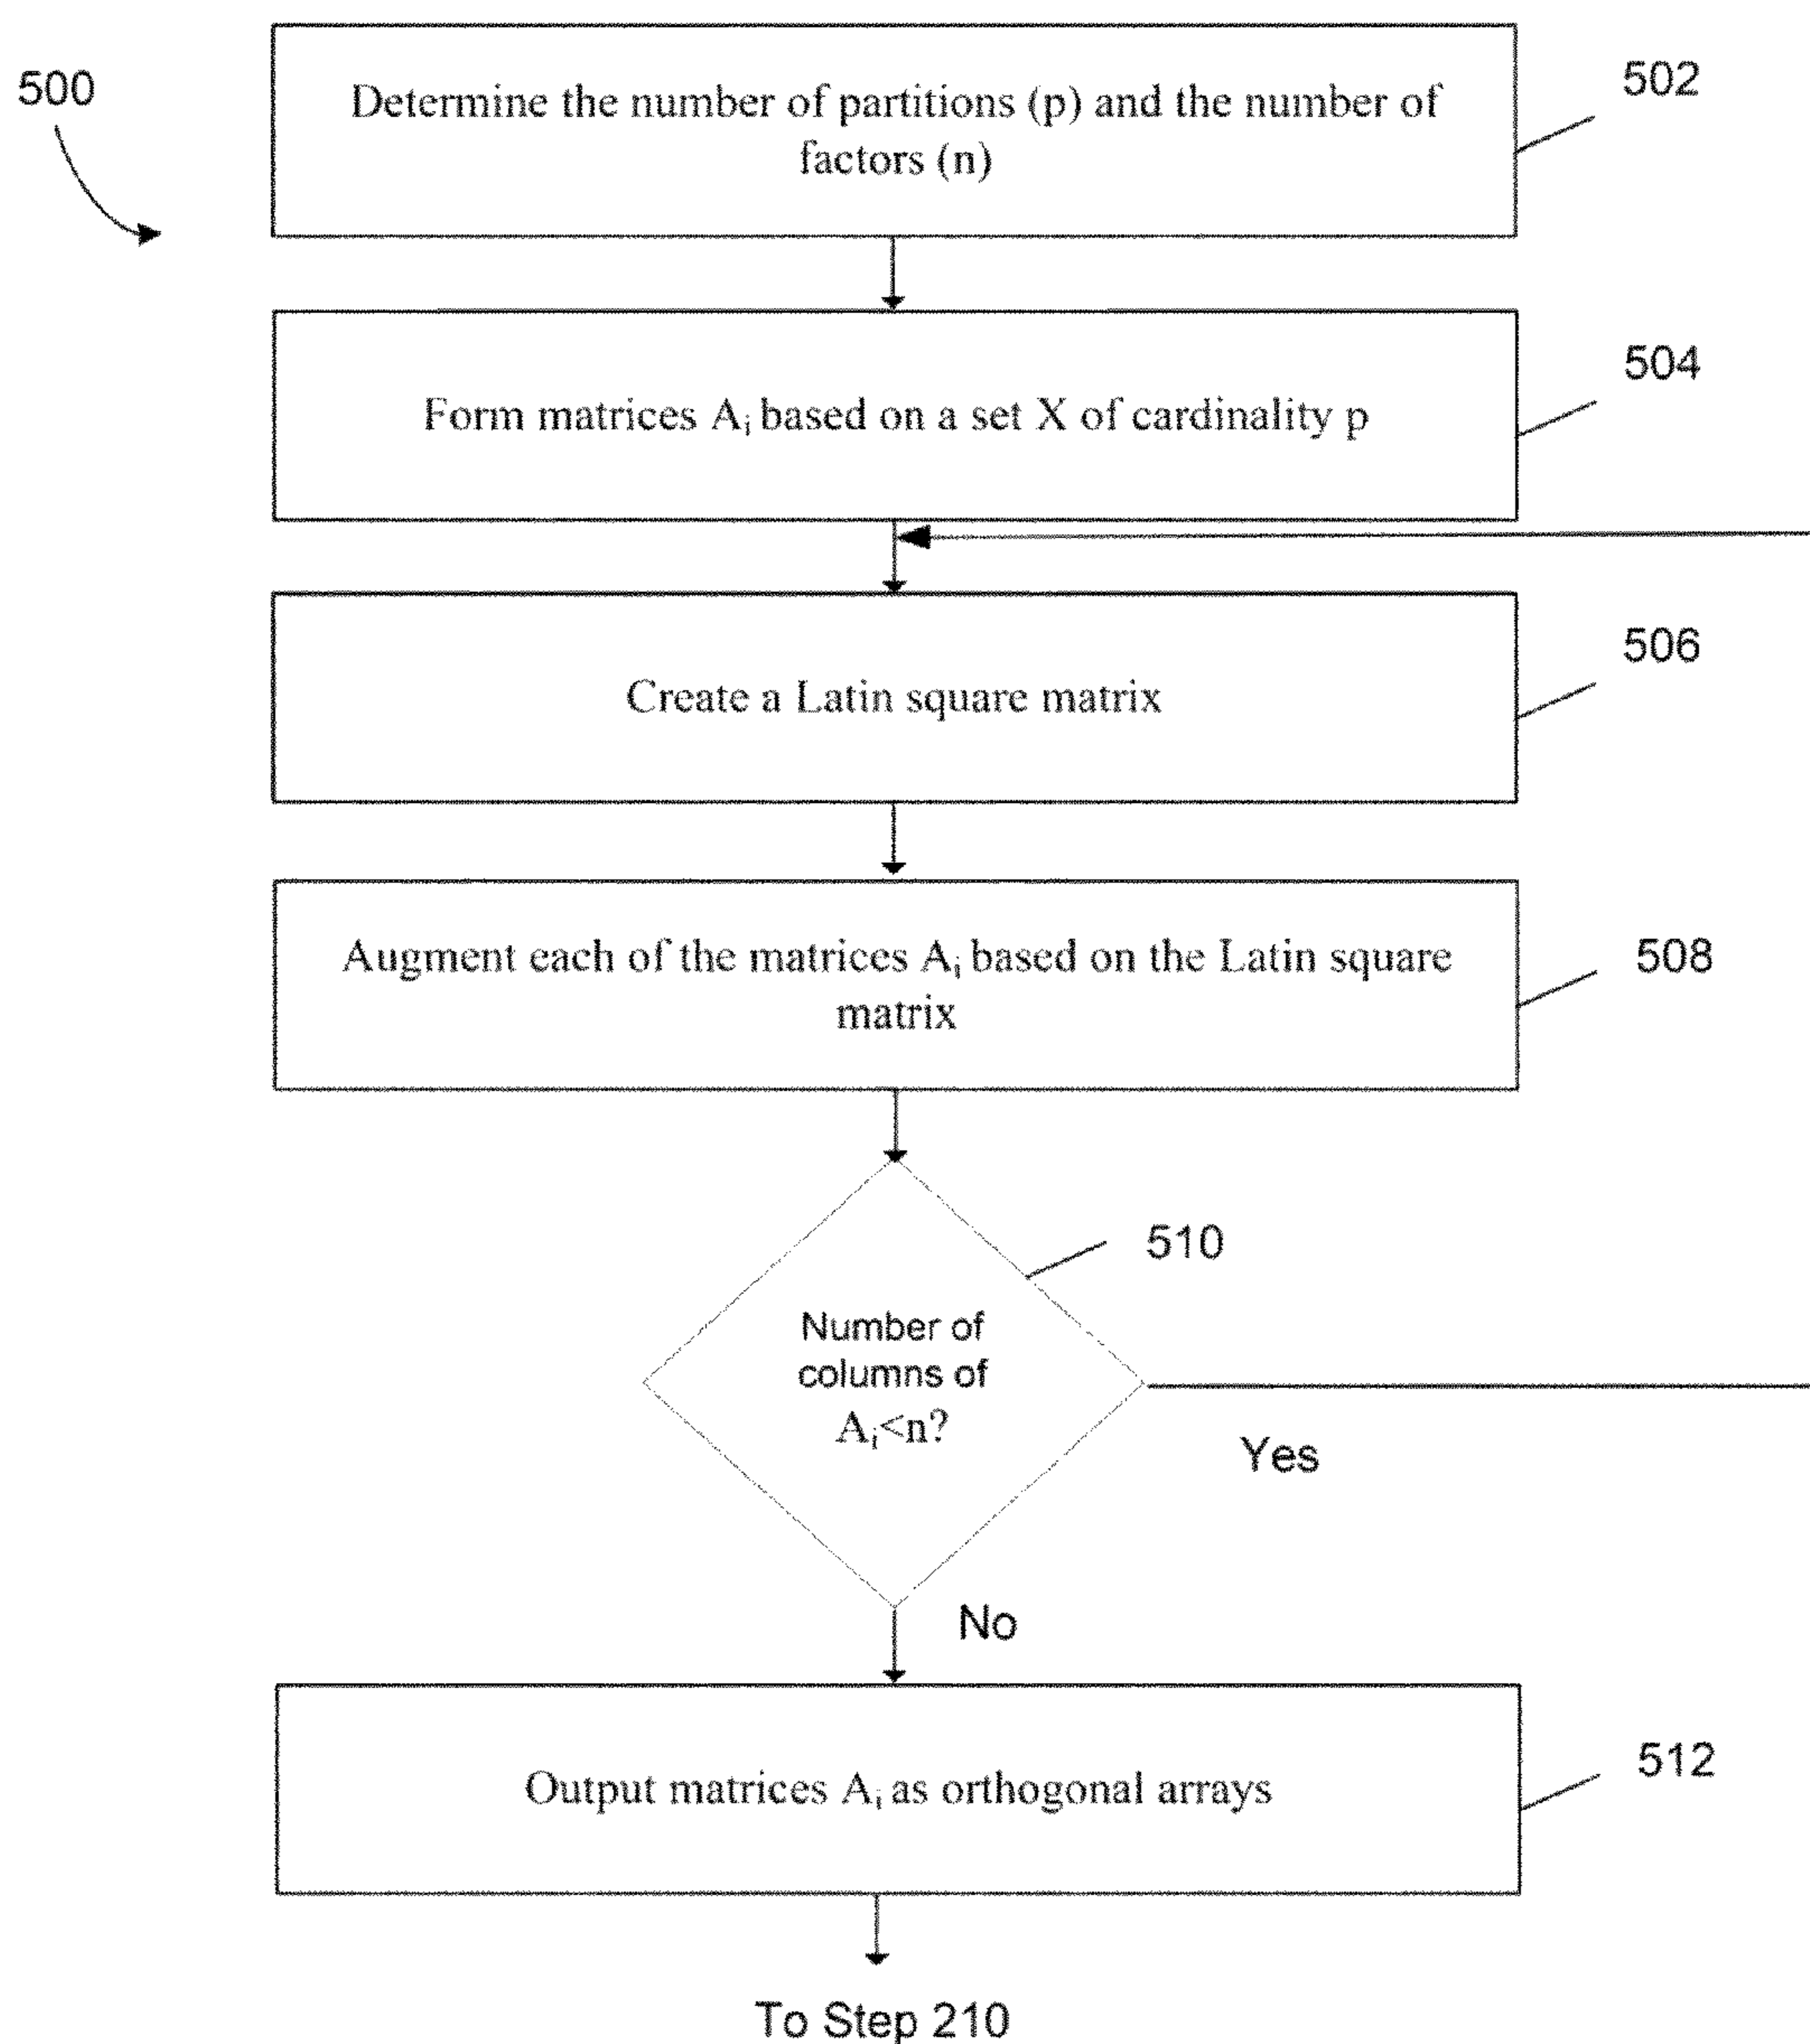 500
Determine the number of partitions (p) and the number of
factors (n)
502
Form matrices Aᵢ based on a set X of cardinality p
504
Create a Latin square matrix
506
Augment each of the matrices Aᵢ based on the Latin square
matrix
508
Number of
columns of
Aᵢ<n?
510
Yes
No
Output matrices Aᵢ as orthogonal arrays
512
To Step 210